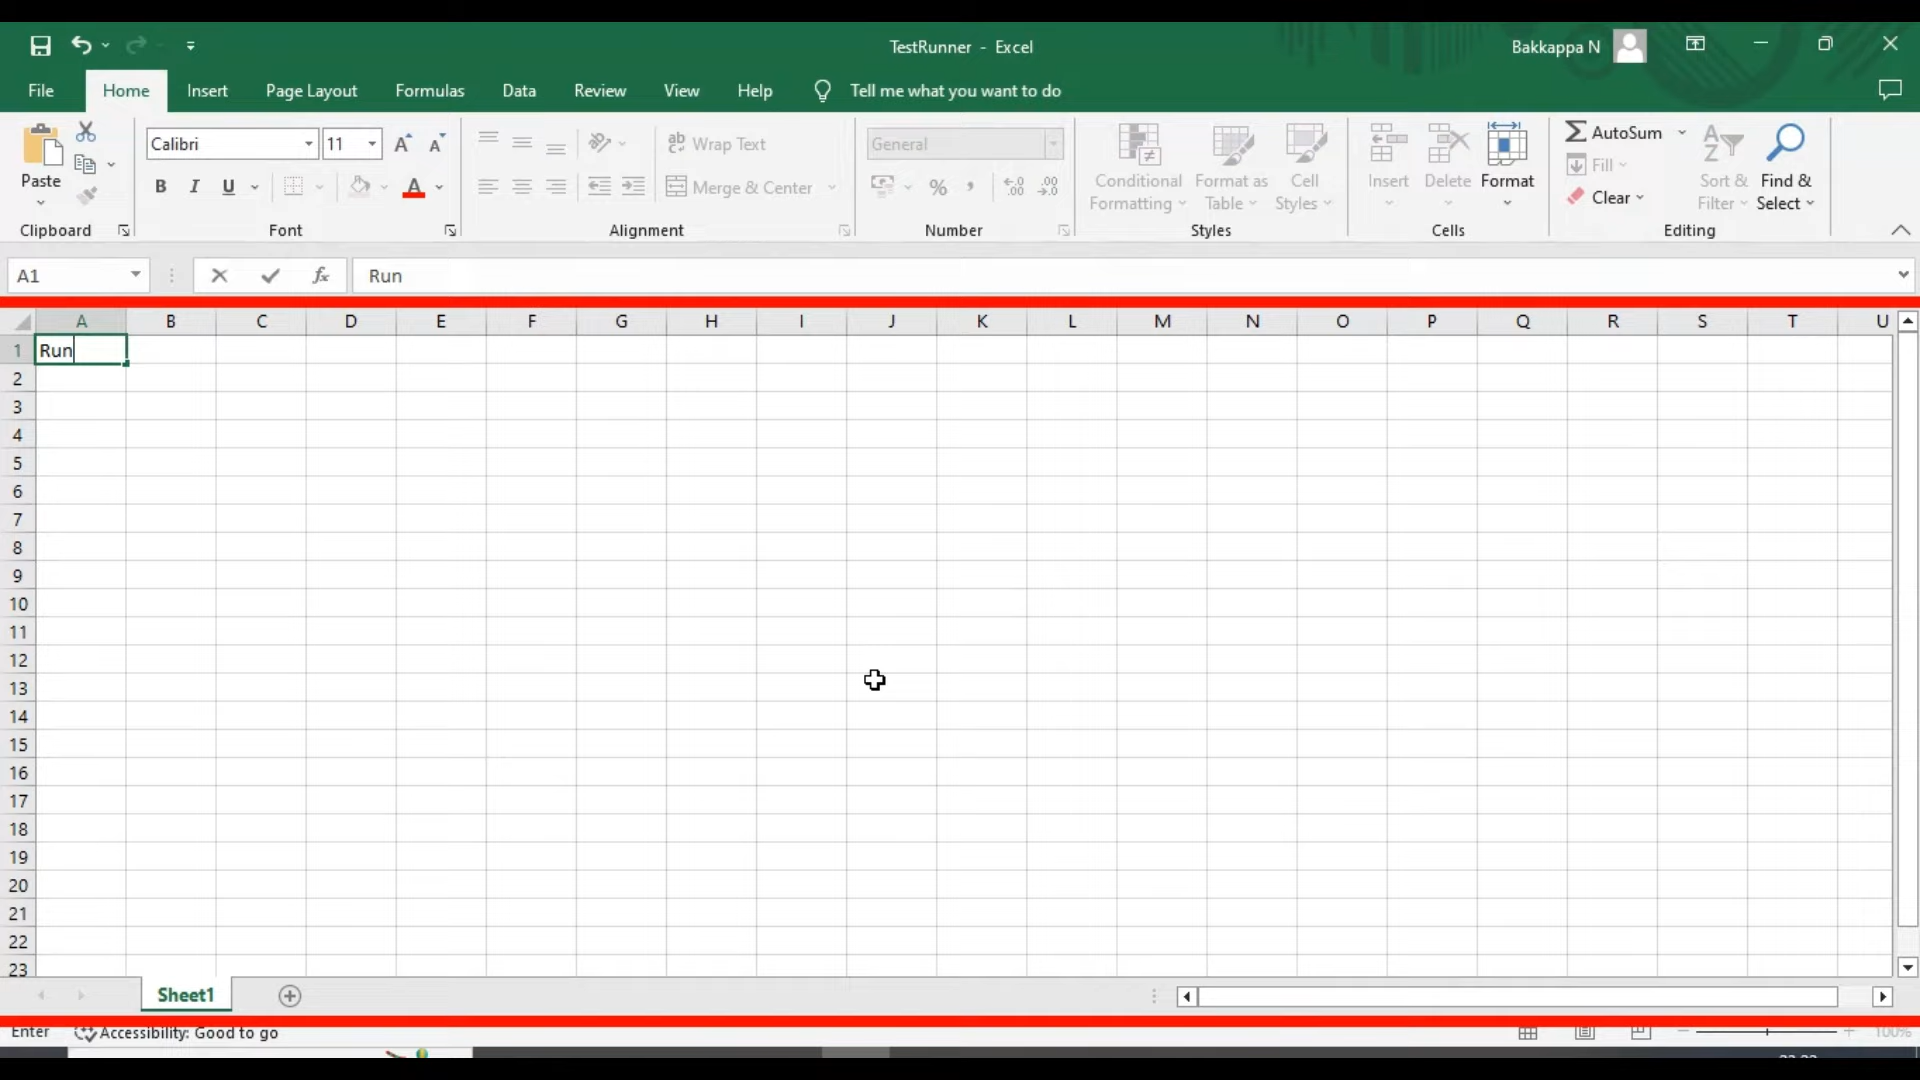 TestRunner - Excel
Bakkappa N
File Home Insert Page Layout Formulas Data Review View Help Tell me what you want to do
Calibri 11
Wrap Text
General
AutoSum
Fill
Clear
Paste
B I U
Merge & Center
Conditional Formatting
Format as Table
Cell Styles
Insert
Delete
Format
Sort & Filter
Find & Select
Clipboard Font Alignment Number Styles Cells Editing
A1 fx Run
A B C D E F G H I J K L M N O P Q R S T U
1 Run
2
3
4
5
6
7
8
9
10
11
12
13
14
15
16
17
18
19
20
21
22
23
Sheet1
Enter Accessibility: Good to go 100%